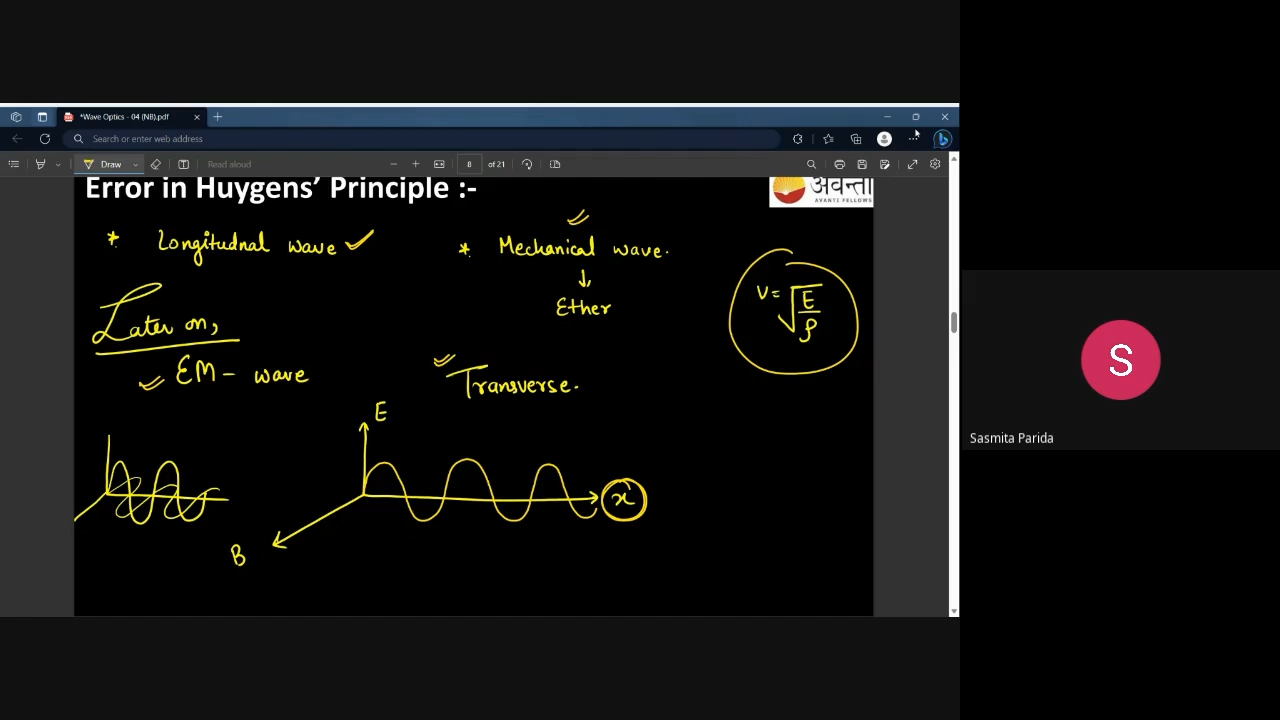 *Wave Optics - 04 (NB).pdf
Search or enter web address
Draw
Read aloud
8 of 21
Error in Huygens’ Principle :-
अवन्ती
AVANTI FELLOWS
* Longitudnal wave ✓
* Mechanical wave.
↓
Ether
V = √E/ρ
Later on,
EM - wave
Transverse.
E
x
B
S
Sasmita Parida